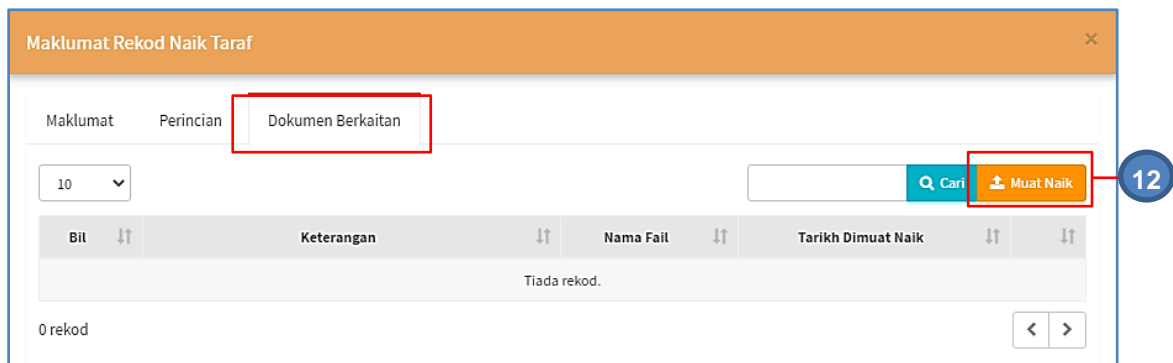 Maklumat Rekod Naik Taraf ×
Maklumat Perincian Dokumen Berkaitan
10 Cari Muat Naik 12
Bil Keterangan Nama Fail Tarikh Dimuat Naik
Tiada rekod.
0 rekod